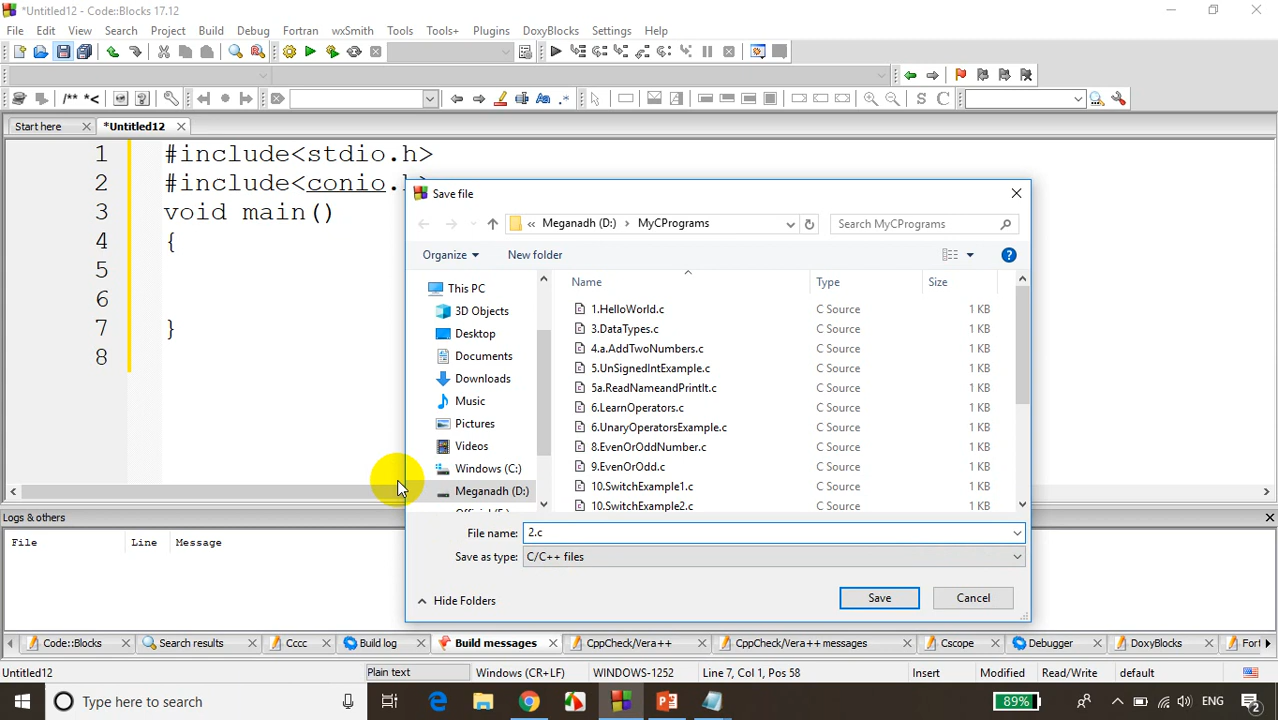 *Untitled12 - Code::Blocks 17.12
File Edit View Search Project Build Debug Fortran wxSmith Tools Tools+ Plugins DoxyBlocks Settings Help
/** *<
S C
Start here *Untitled12
1 #include<stdio.h>
2 #include<conio.h>
3 void main()
4 {
5
6
7 }
8
Save file
« Meganadh (D:) MyCPrograms
Search MyCPrograms
Organize New folder
This PC
3D Objects
Desktop
Documents
Downloads
Music
Pictures
Videos
Windows (C:)
Meganadh (D:)
Name Type Size
1.HelloWorld.c C Source 1 KB
3.DataTypes.c C Source 1 KB
4.a.AddTwoNumbers.c C Source 1 KB
5.UnSignedIntExample.c C Source 1 KB
5a.ReadNameandPrintIt.c C Source 1 KB
6.LearnOperators.c C Source 1 KB
6.UnaryOperatorsExample.c C Source 1 KB
8.EvenOrOddNumber.c C Source 1 KB
9.EvenOrOdd.c C Source 1 KB
10.SwitchExample1.c C Source 1 KB
10.SwitchExample2.c C Source 1 KB
File name: 2.c
Save as type: C/C++ files
Hide Folders
Save Cancel
Logs & others
File Line Message
Code::Blocks Search results Cccc Build log Build messages CppCheck/Vera++ CppCheck/Vera++ messages Cscope Debugger DoxyBlocks Fort
Untitled12 Plain text Windows (CR+LF) WINDOWS-1252 Line 7, Col 1, Pos 58 Insert Modified Read/Write default
Type here to search
89%
ENG
2